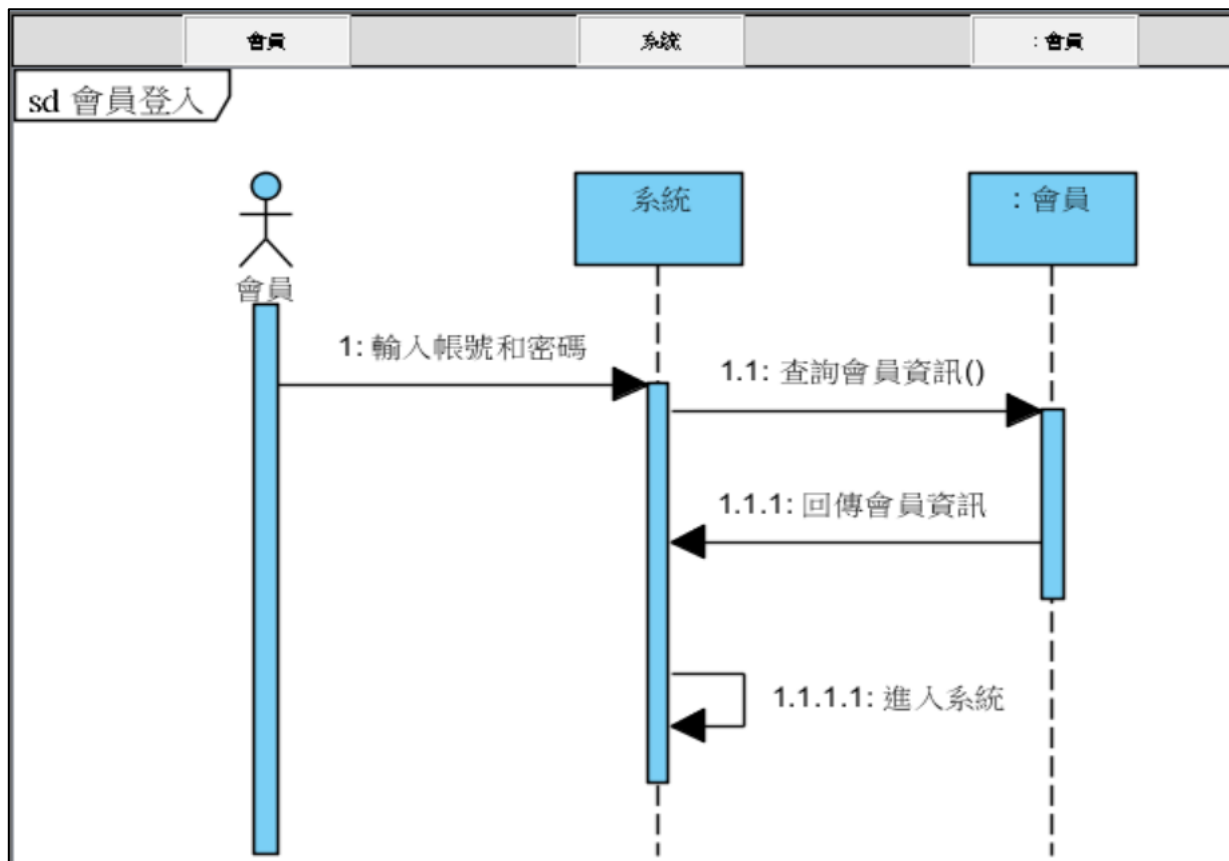 會員
系統
: 會員
sd 會員登入
系統
: 會員
會員
1: 輸入帳號和密碼
1.1: 查詢會員資訊()
1.1.1: 回傳會員資訊
1.1.1.1: 進入系統